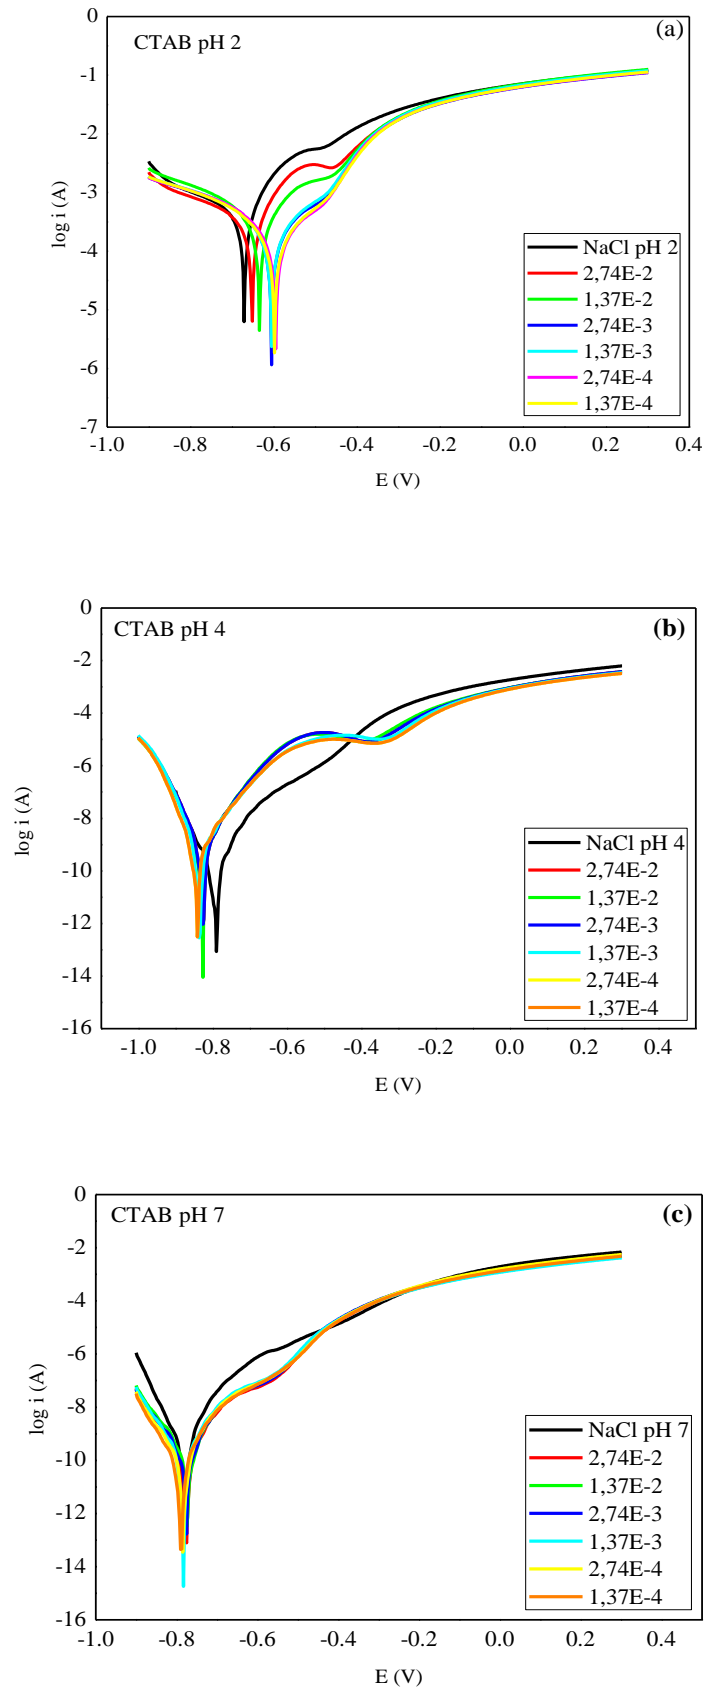 CTAB pH 2
(a)
0
-1
-2
-3
-4
-5
-6
-7
log i (A)
NaCl pH 2
2,74E-2
1,37E-2
2,74E-3
1,37E-3
2,74E-4
1,37E-4
-1.0 -0.8 -0.6 -0.4 -0.2 0.0 0.2 0.4
E (V)
CTAB pH 4
(b)
0
-2
-4
-6
-8
-10
-12
-14
-16
log i (A)
NaCl pH 4
2,74E-2
1,37E-2
2,74E-3
1,37E-3
2,74E-4
1,37E-4
-1.0 -0.8 -0.6 -0.4 -0.2 0.0 0.2 0.4
E (V)
CTAB pH 7
(c)
0
-2
-4
-6
-8
-10
-12
-14
-16
log i (A)
NaCl pH 7
2,74E-2
1,37E-2
2,74E-3
1,37E-3
2,74E-4
1,37E-4
-1.0 -0.8 -0.6 -0.4 -0.2 0.0 0.2 0.4
E (V)